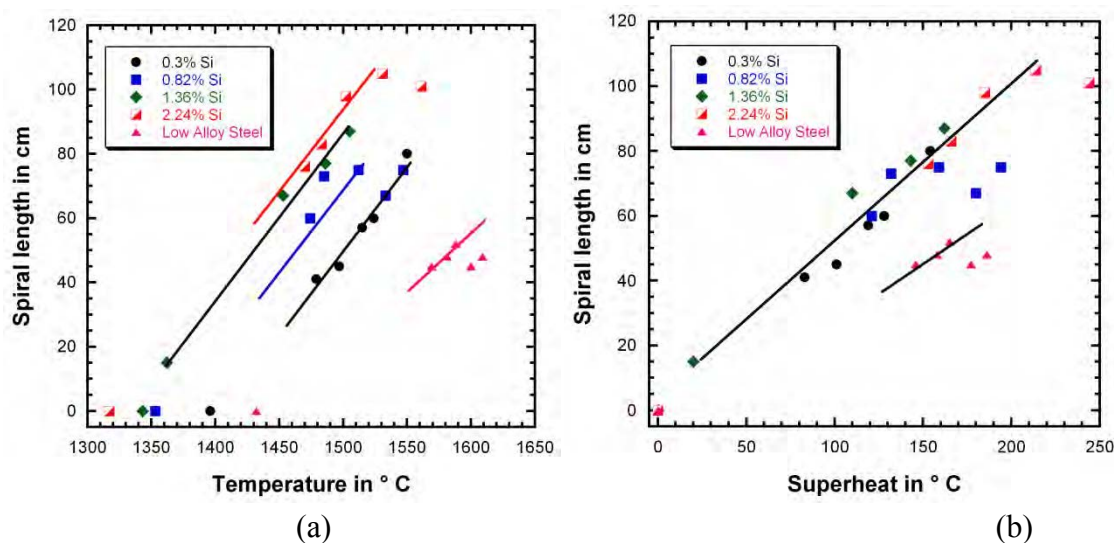 120
100
80
60
40
20
0
Spiral length in cm
0.3% Si
0.82% Si
1.36% Si
2.24% Si
Low Alloy Steel
1300 1350 1400 1450 1500 1550 1600 1650
Temperature in ° C
(a)
120
100
80
60
40
20
0
Spiral length in cm
0.3% Si
0.82% Si
1.36% Si
2.24% Si
Low Alloy Steel
0 50 100 150 200 250
Superheat in ° C
(b)